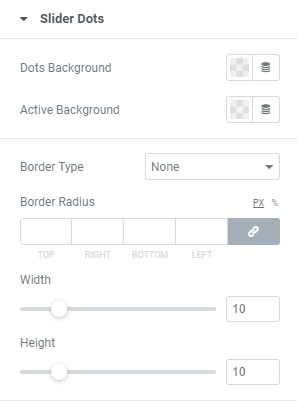 Slider Dots
Dots Background
Active Background
Border Type None
Border Radius PX %
TOP RIGHT BOTTOM LEFT
Width
10
Height
10